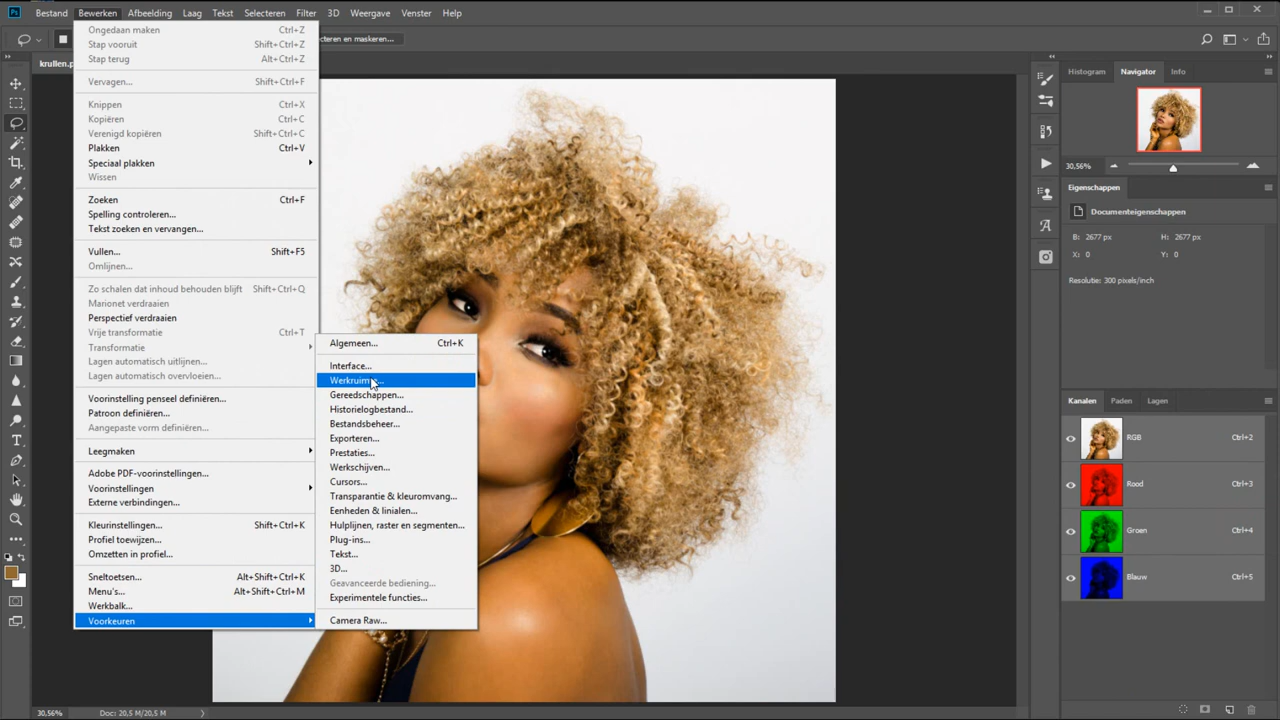 Ps
Bestand Bewerken Afbeelding Laag Tekst Selecteren Filter 3D Weergave Venster Help
cteren en maskeren...
krullen.p
Ongedaan maken Ctrl+Z
Stap vooruit Shift+Ctrl+Z
Stap terug Alt+Ctrl+Z
Vervagen... Shift+Ctrl+F
Knippen Ctrl+X
Kopiëren Ctrl+C
Verenigd kopiëren Shift+Ctrl+C
Plakken Ctrl+V
Speciaal plakken
Wissen
Zoeken Ctrl+F
Spelling controleren...
Tekst zoeken en vervangen...
Vullen... Shift+F5
Omlijnen...
Zo schalen dat inhoud behouden blijft Shift+Ctrl+Q
Marionet verdraaien
Perspectief verdraaien
Vrije transformatie Ctrl+T
Transformatie
Lagen automatisch uitlijnen...
Lagen automatisch overvloeien...
Voorinstelling penseel definiëren...
Patroon definiëren...
Aangepaste vorm definiëren...
Leegmaken
Adobe PDF-voorinstellingen...
Voorinstellingen
Externe verbindingen...
Kleurinstellingen... Shift+Ctrl+K
Profiel toewijzen...
Omzetten in profiel...
Sneltoetsen... Alt+Shift+Ctrl+K
Menu's... Alt+Shift+Ctrl+M
Werkbalk...
Voorkeuren
Algemeen... Ctrl+K
Interface...
Gereedschappen...
Historielogbestand...
Bestandsbeheer...
Exporteren...
Prestaties...
Werkschijven...
Cursors...
Transparantie & kleuromvang...
Eenheden & linialen...
Hulplijnen, raster en segmenten...
Plug-ins...
Tekst...
3D...
Geavanceerde bediening...
Experimentele functies...
Camera Raw...
Histogram Navigator Info
30,56%
Eigenschappen
Documenteigenschappen
B: 2677 px H: 2677 px
X: 0 Y: 0
Resolutie: 300 pixels/inch
Kanalen Paden Lagen
RGB Ctrl+2
Rood Ctrl+3
Groen Ctrl+4
Blauw Ctrl+5
30,56% Doc: 20,5 M/20,5 M